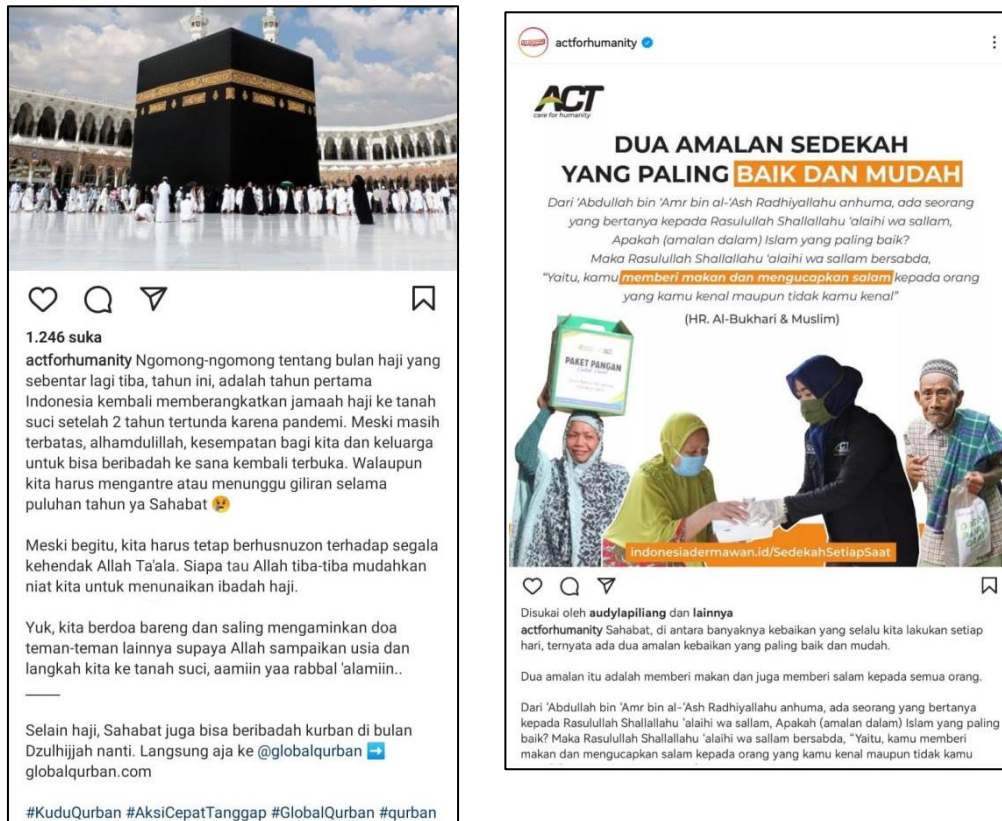 1.246 suka
actforhumanity Ngomong-ngomong tentang bulan haji yang
sebentar lagi tiba, tahun ini, adalah tahun pertama
Indonesia kembali memberangkatkan jamaah haji ke tanah
suci setelah 2 tahun tertunda karena pandemi. Meski masih
terbatas, alhamdulillah, kesempatan bagi kita dan keluarga
untuk bisa beribadah ke sana kembali terbuka. Walaupun
kita harus mengantre atau menunggu giliran selama
puluhan tahun ya Sahabat 😢
Meski begitu, kita harus tetap berhusnuzon terhadap segala
kehendak Allah Ta'ala. Siapa tau Allah tiba-tiba mudahkan
niat kita untuk menunaikan ibadah haji.
Yuk, kita berdoa bareng dan saling mengaminkan doa
teman-teman lainnya supaya Allah sampaikan usia dan
langkah kita ke tanah suci, aamiin yaa rabbal 'alamiin..
Selain haji, Sahabat juga bisa beribadah kurban di bulan
Dzulhijjah nanti. Langsung aja ke @globalqurban ➡️
globalqurban.com
#KuduQurban #AksiCepatTanggap #GlobalQurban #qurban
actforhumanity
ACT
care for humanity
DUA AMALAN SEDEKAH
YANG PALING BAIK DAN MUDAH
Dari 'Abdullah bin 'Amr bin al-'Ash Radhiyallahu anhuma, ada seorang
yang bertanya kepada Rasulullah Shallallahu 'alaihi wa sallam,
Apakah (amalan dalam) Islam yang paling baik?
Maka Rasulullah Shallallahu 'alaihi wa sallam bersabda,
"Yaitu, kamu memberi makan dan mengucapkan salam kepada orang
yang kamu kenal maupun tidak kamu kenal"
(HR. Al-Bukhari & Muslim)
PAKET PANGAN
indonesiadermawan.id/SedekahSetiapSaat
Disukai oleh audylapiliang dan lainnya
actforhumanity Sahabat, di antara banyaknya kebaikan yang selalu kita lakukan setiap
hari, ternyata ada dua amalan kebaikan yang paling baik dan mudah.
Dua amalan itu adalah memberi makan dan juga memberi salam kepada semua orang.
Dari 'Abdullah bin 'Amr bin al-'Ash Radhiyallahu anhuma, ada seorang yang bertanya
kepada Rasulullah Shallallahu 'alaihi wa sallam, Apakah (amalan dalam) Islam yang paling
baik? Maka Rasulullah Shallallahu 'alaihi wa sallam bersabda, "Yaitu, kamu memberi
makan dan mengucapkan salam kepada orang yang kamu kenal maupun tidak kamu